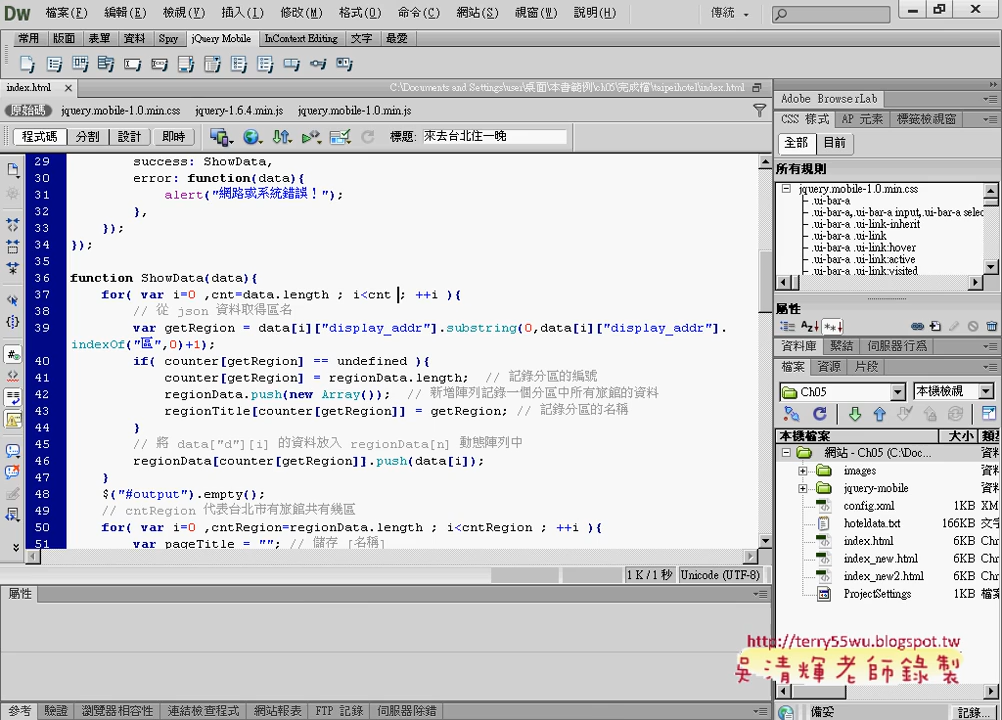 Dw 檔案(F) 編輯(E) 檢視(V) 插入(I) 修改(M) 格式(O) 命令(C) 網站(S) 視窗(W) 說明(H) 傳統
常用 版面 表單 資料 Spry jQuery Mobile InContext Editing 文字 最愛
index.html × C:\Documents and Settings\user\桌面\本書範例\ch05\完成檔\taipeihotel\index.html
原始碼 jquery.mobile-1.0.min.css jquery-1.6.4.min.js jquery.mobile-1.0.min.js
程式碼 分割 設計 即時 標題: 來去台北住一晚
29 success: ShowData,
30 error: function(data){
31 alert("網路或系統錯誤！");
32 },
33 });
34 });
35
36 function ShowData(data){
37 for( var i=0 ,cnt=data.length ; i<cnt ; ++i ){
38 // 從 json 資料取得區名
39 var getRegion = data[i]["display_addr"].substring(0,data[i]["display_addr"].
indexOf("區",0)+1);
40 if( counter[getRegion] == undefined ){
41 counter[getRegion] = regionData.length; // 記錄分區的編號
42 regionData.push(new Array()); // 新增陣列記錄一個分區中所有旅館的資料
43 regionTitle[counter[getRegion]] = getRegion; // 記錄分區的名稱
44 }
45 // 將 data["d"][i] 的資料放入 regionData[n] 動態陣列中
46 regionData[counter[getRegion]].push(data[i]);
47 }
48 $("#output").empty();
49 // cntRegion 代表台北市有旅館共有幾區
50 for( var i=0 ,cntRegion=regionData.length ; i<cntRegion ; ++i ){
51 var pageTitle = ""; // 儲存 [名稱]
1 K / 1 秒 Unicode (UTF-8)
屬性
參考 驗證 瀏覽器相容性 連結檢查程式 網站報表 FTP 記錄 伺服器除錯
Adobe BrowserLab
CSS 樣式 AP 元素 標籤檢視窗
全部 目前
所有規則
jquery.mobile-1.0.min.css
.ui-bar-a
.ui-bar-a,.ui-bar-a input,.ui-bar-a selec
.ui-bar-a .ui-link-inherit
.ui-bar-a .ui-link
.ui-bar-a .ui-link:hover
.ui-bar-a .ui-link:active
.ui-bar-a .ui-link:visited
屬性
資料庫 繫結 伺服器行為
檔案 資源 片段
Ch05 本機檢視
本機檔案 大小 類
網站 - Ch05 (C:\Doc... 資料
images 資料
jquery-mobile 資料
config.xml 1KB XM
hoteldata.txt 166KB 文字
index.html 6KB Chr
index_new.html 6KB Chr
index_new2.html 6KB Chr
ProjectSettings 1KB 檔案
http://terry55wu.blogspot.tw
吳清輝老師錄製
備妥 記錄...